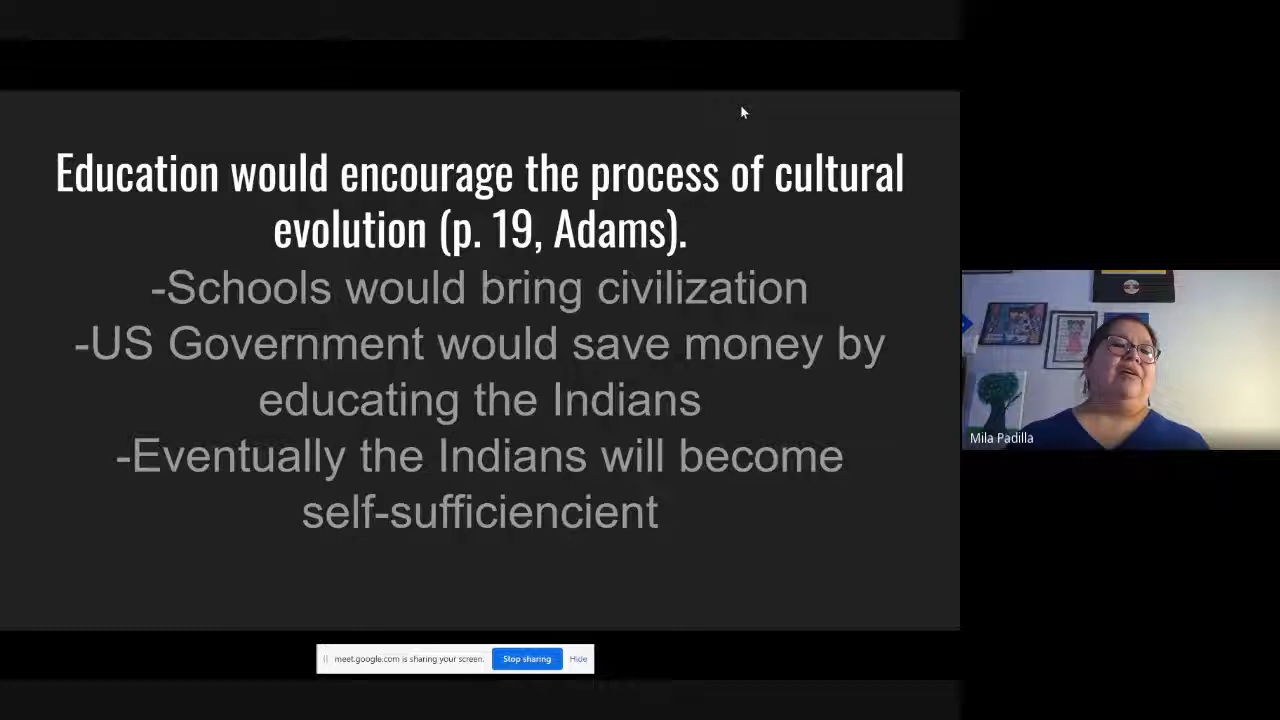 Education would encourage the process of cultural
evolution (p. 19, Adams).
-Schools would bring civilization
-US Government would save money by
educating the Indians
-Eventually the Indians will become
self-sufficiencient
Mila Padilla
meet.google.com is sharing your screen.
Stop sharing
Hide